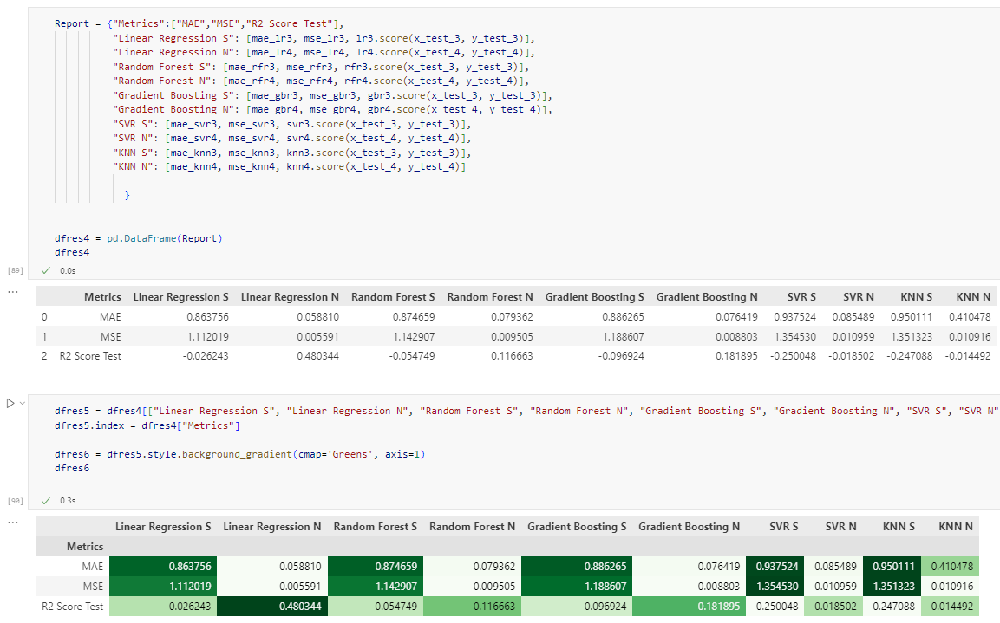 Report = {"Metrics":["MAE","MSE","R2 Score Test"],
"Linear Regression S": [mae_lr3, mse_lr3, lr3.score(x_test_3, y_test_3)],
"Linear Regression N": [mae_lr4, mse_lr4, lr4.score(x_test_4, y_test_4)],
"Random Forest S": [mae_rfr3, mse_rfr3, rfr3.score(x_test_3, y_test_3)],
"Random Forest N": [mae_rfr4, mse_rfr4, rfr4.score(x_test_4, y_test_4)],
"Gradient Boosting S": [mae_gbr3, mse_gbr3, gbr3.score(x_test_3, y_test_3)],
"Gradient Boosting N": [mae_gbr4, mse_gbr4, gbr4.score(x_test_4, y_test_4)],
"SVR S": [mae_svr3, mse_svr3, svr3.score(x_test_3, y_test_3)],
"SVR N": [mae_svr4, mse_svr4, svr4.score(x_test_4, y_test_4)],
"KNN S": [mae_knn3, mse_knn3, knn3.score(x_test_3, y_test_3)],
"KNN N": [mae_knn4, mse_knn4, knn4.score(x_test_4, y_test_4)]
}
dfres4 = pd.DataFrame(Report)
dfres4
[89] ✓ 0.0s
...
Metrics Linear Regression S Linear Regression N Random Forest S Random Forest N Gradient Boosting S Gradient Boosting N SVR S SVR N KNN S KNN N
0 MAE 0.863756 0.058810 0.874659 0.079362 0.886265 0.076419 0.937524 0.085489 0.950111 0.410478
1 MSE 1.112019 0.005591 1.142907 0.009505 1.188607 0.008803 1.354530 0.010959 1.351323 0.010916
2 R2 Score Test -0.026243 0.480344 -0.054749 0.116663 -0.096924 0.181895 -0.250048 -0.018502 -0.247088 -0.014492
dfres5 = dfres4[["Linear Regression S", "Linear Regression N", "Random Forest S", "Random Forest N", "Gradient Boosting S", "Gradient Boosting N", "SVR S", "SVR N"
dfres5.index = dfres4["Metrics"]
dfres6 = dfres5.style.background_gradient(cmap='Greens', axis=1)
dfres6
[90] ✓ 0.3s
...
Linear Regression S Linear Regression N Random Forest S Random Forest N Gradient Boosting S Gradient Boosting N SVR S SVR N KNN S KNN N
Metrics
MAE 0.863756 0.058810 0.874659 0.079362 0.886265 0.076419 0.937524 0.085489 0.950111 0.410478
MSE 1.112019 0.005591 1.142907 0.009505 1.188607 0.008803 1.354530 0.010959 1.351323 0.010916
R2 Score Test -0.026243 0.480344 -0.054749 0.116663 -0.096924 0.181895 -0.250048 -0.018502 -0.247088 -0.014492